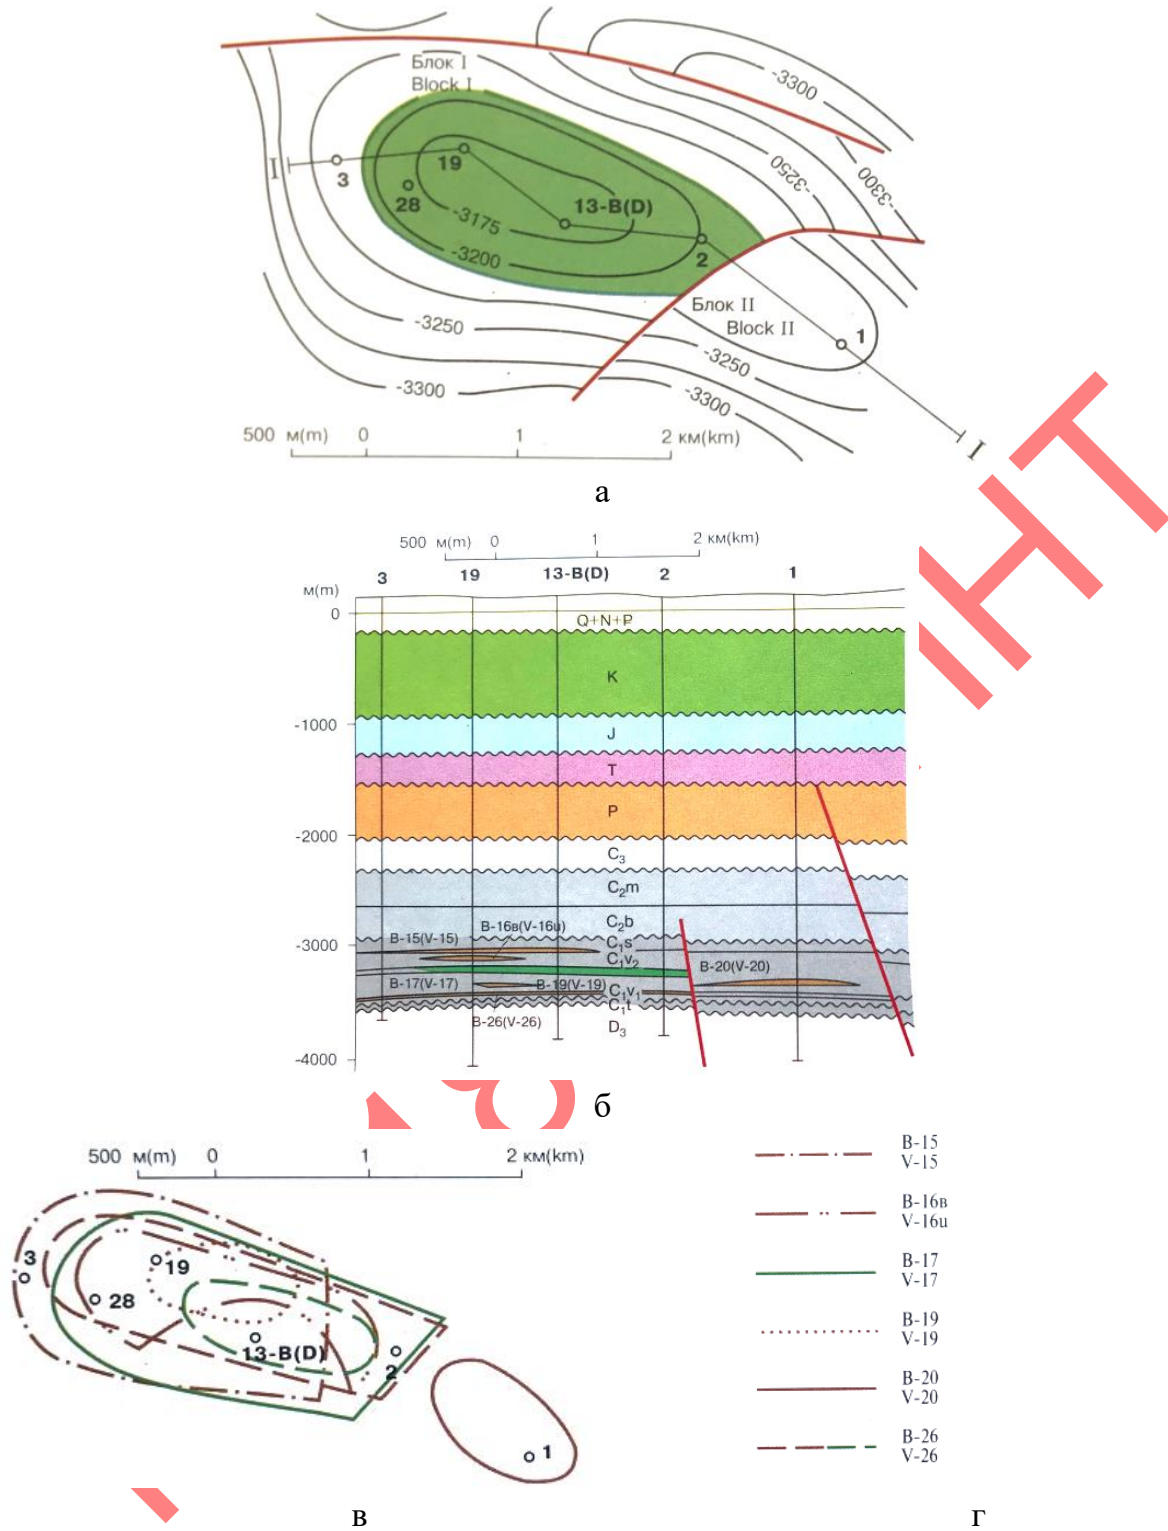 Блок I
Block I
-3300
-3250
-3300
I
3
19
28
13-В(D)
-3175
-3200
2
Блок II
Block II
1
-3250
-3250
-3300
-3300
I
500 м(m) 0 1 2 км(km)
а
500 м(m) 0 1 2 км(km)
м(m) 3 19 13-В(D) 2 1
0
Q+N+Р
K
-1000
J
T
P
-2000
C3
C2m
C2b
В-16в(V-16u)
В-15(V-15)
-3000
C1s
C1v2
В-20(V-20)
В-17(V-17)
В-19(V-19)
C1v1
C1t
В-26(V-26)
D3
-4000
б
500 м(m) 0 1 2 км(km)
3
19
28
13-В(D)
2
1
в
В-15
V-15
В-16в
V-16u
В-17
V-17
В-19
V-19
В-20
V-20
В-26
V-26
г